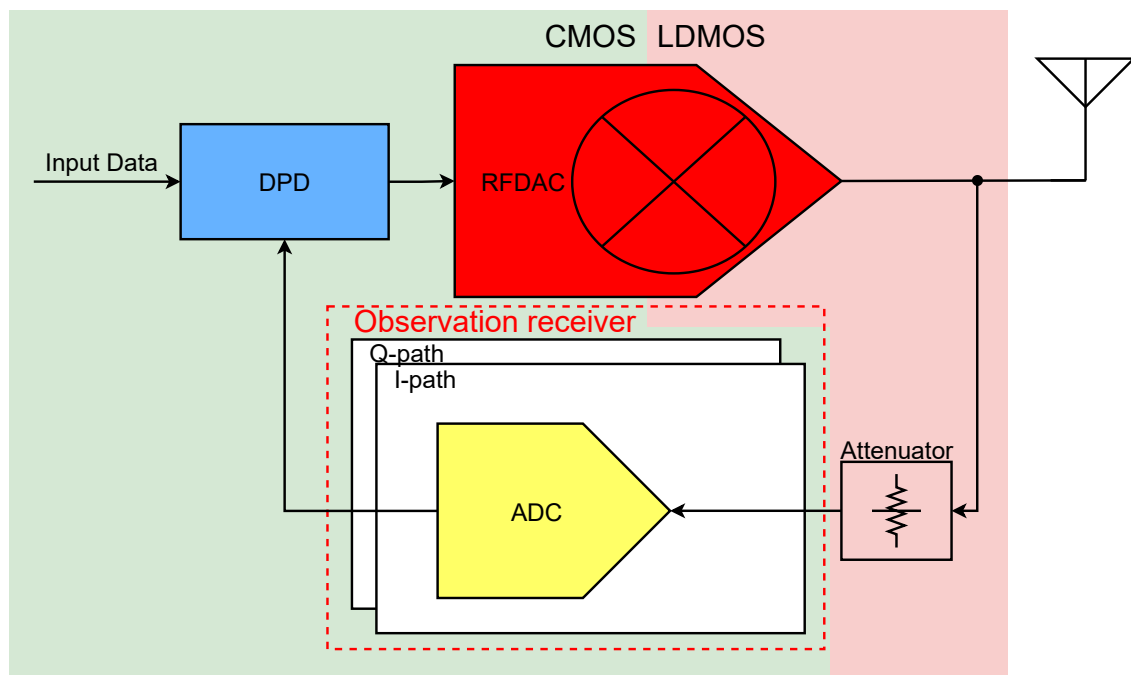 CMOS LDMOS
Input Data
DPD
RFDAC
Observation receiver
Q-path
I-path
Attenuator
ADC